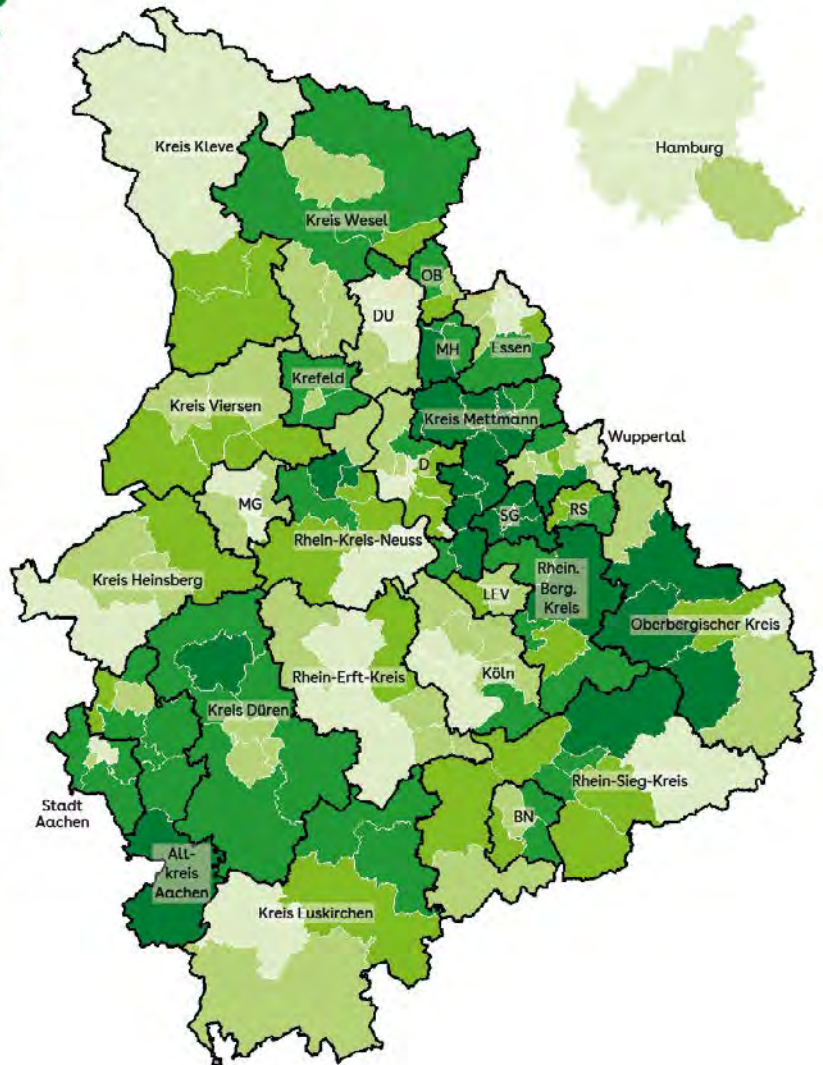 Kreis Kleve
Hamburg
Kreis Wesel
OB
DU
MH
Essen
Krefeld
Kreis Viersen
Kreis Mettmann
Wuppertal
D
MG
SG
RS
Rhein-Kreis-Neuss
Kreis Heinsberg
LEV
Rhein.
Berg.
Kreis
Oberbergischer Kreis
Rhein-Erft-Kreis
Köln
Kreis Düren
Rhein-Sieg-Kreis
Stadt
Aachen
BN
Alt-
kreis
Aachen
Kreis Euskirchen